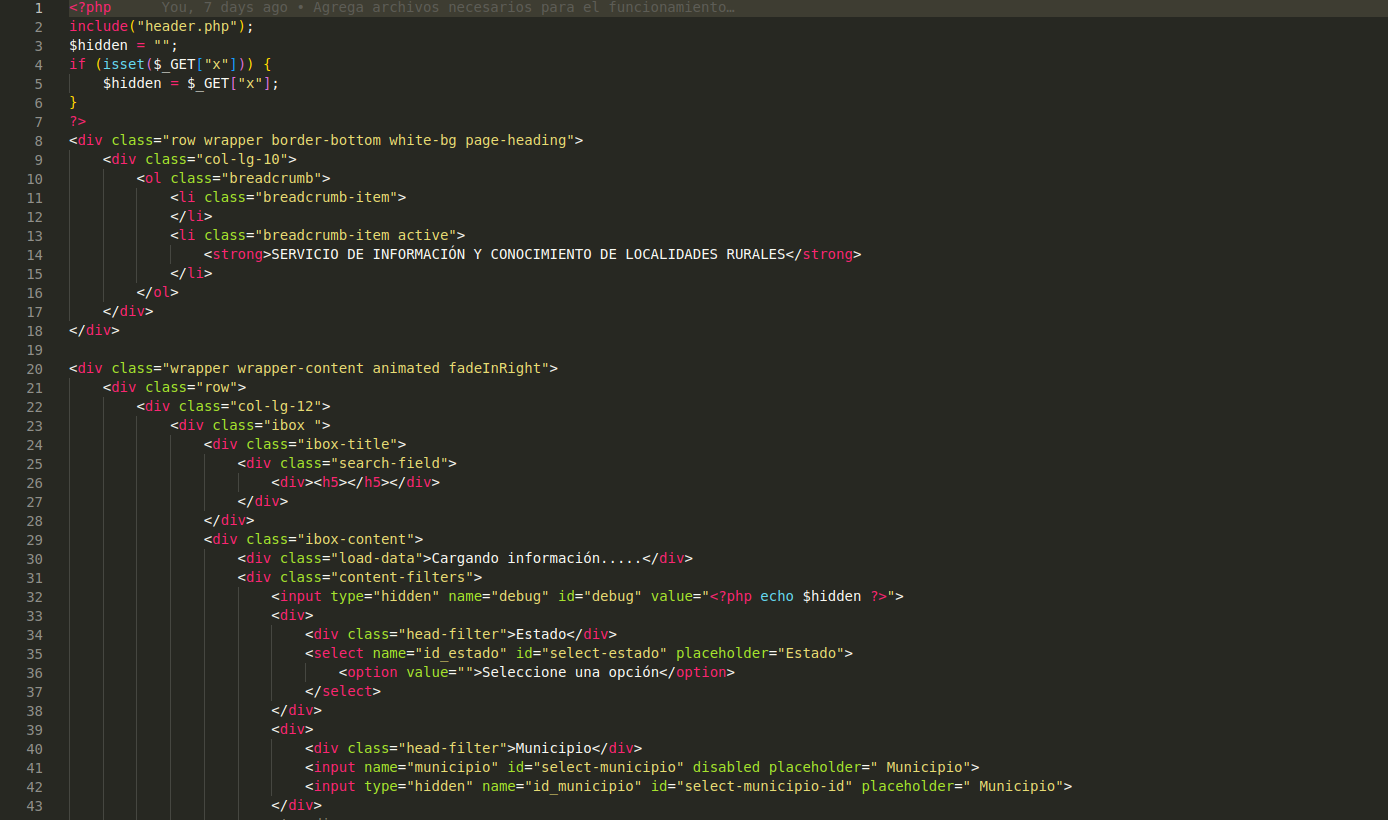 1 <?php You, 7 days ago • Agrega archivos necesarios para el funcionamiento…
2 include("header.php");
3 $hidden = "";
4 if (isset($_GET["x"])) {
5     $hidden = $_GET["x"];
6 }
7 ?>
8 <div class="row wrapper border-bottom white-bg page-heading">
9     <div class="col-lg-10">
10         <ol class="breadcrumb">
11             <li class="breadcrumb-item">
12             </li>
13             <li class="breadcrumb-item active">
14                 <strong>SERVICIO DE INFORMACIÓN Y CONOCIMIENTO DE LOCALIDADES RURALES</strong>
15             </li>
16         </ol>
17     </div>
18 </div>
19
20 <div class="wrapper wrapper-content animated fadeInRight">
21     <div class="row">
22         <div class="col-lg-12">
23             <div class="ibox ">
24                 <div class="ibox-title">
25                     <div class="search-field">
26                         <div><h5></h5></div>
27                     </div>
28                 </div>
29                 <div class="ibox-content">
30                     <div class="load-data">Cargando información.....</div>
31                     <div class="content-filters">
32                         <input type="hidden" name="debug" id="debug" value="<?php echo $hidden ?>">
33                         <div>
34                             <div class="head-filter">Estado</div>
35                             <select name="id_estado" id="select-estado" placeholder="Estado">
36                                 <option value="">Seleccione una opción</option>
37                             </select>
38                         </div>
39                         <div>
40                             <div class="head-filter">Municipio</div>
41                             <input name="municipio" id="select-municipio" disabled placeholder=" Municipio">
42                             <input type="hidden" name="id_municipio" id="select-municipio-id" placeholder=" Municipio">
43                         </div>